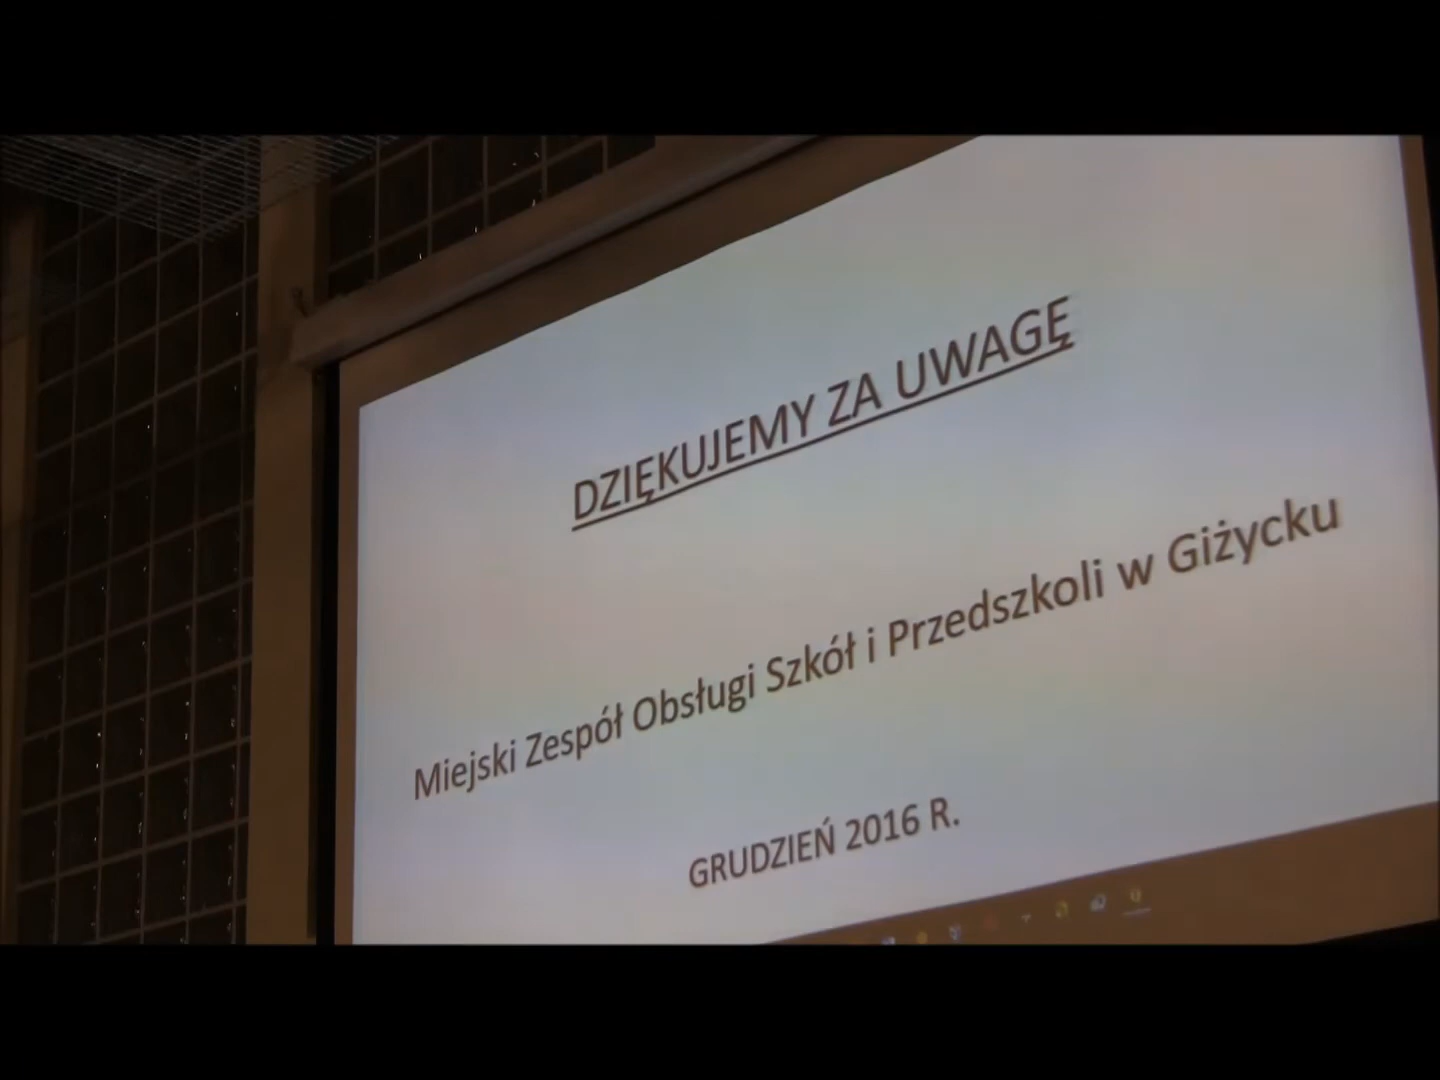 DZIĘKUJEMY ZA UWAGĘ
Miejski Zespół Obsługi Szkół i Przedszkoli w Giżycku
GRUDZIEŃ 2016 R.